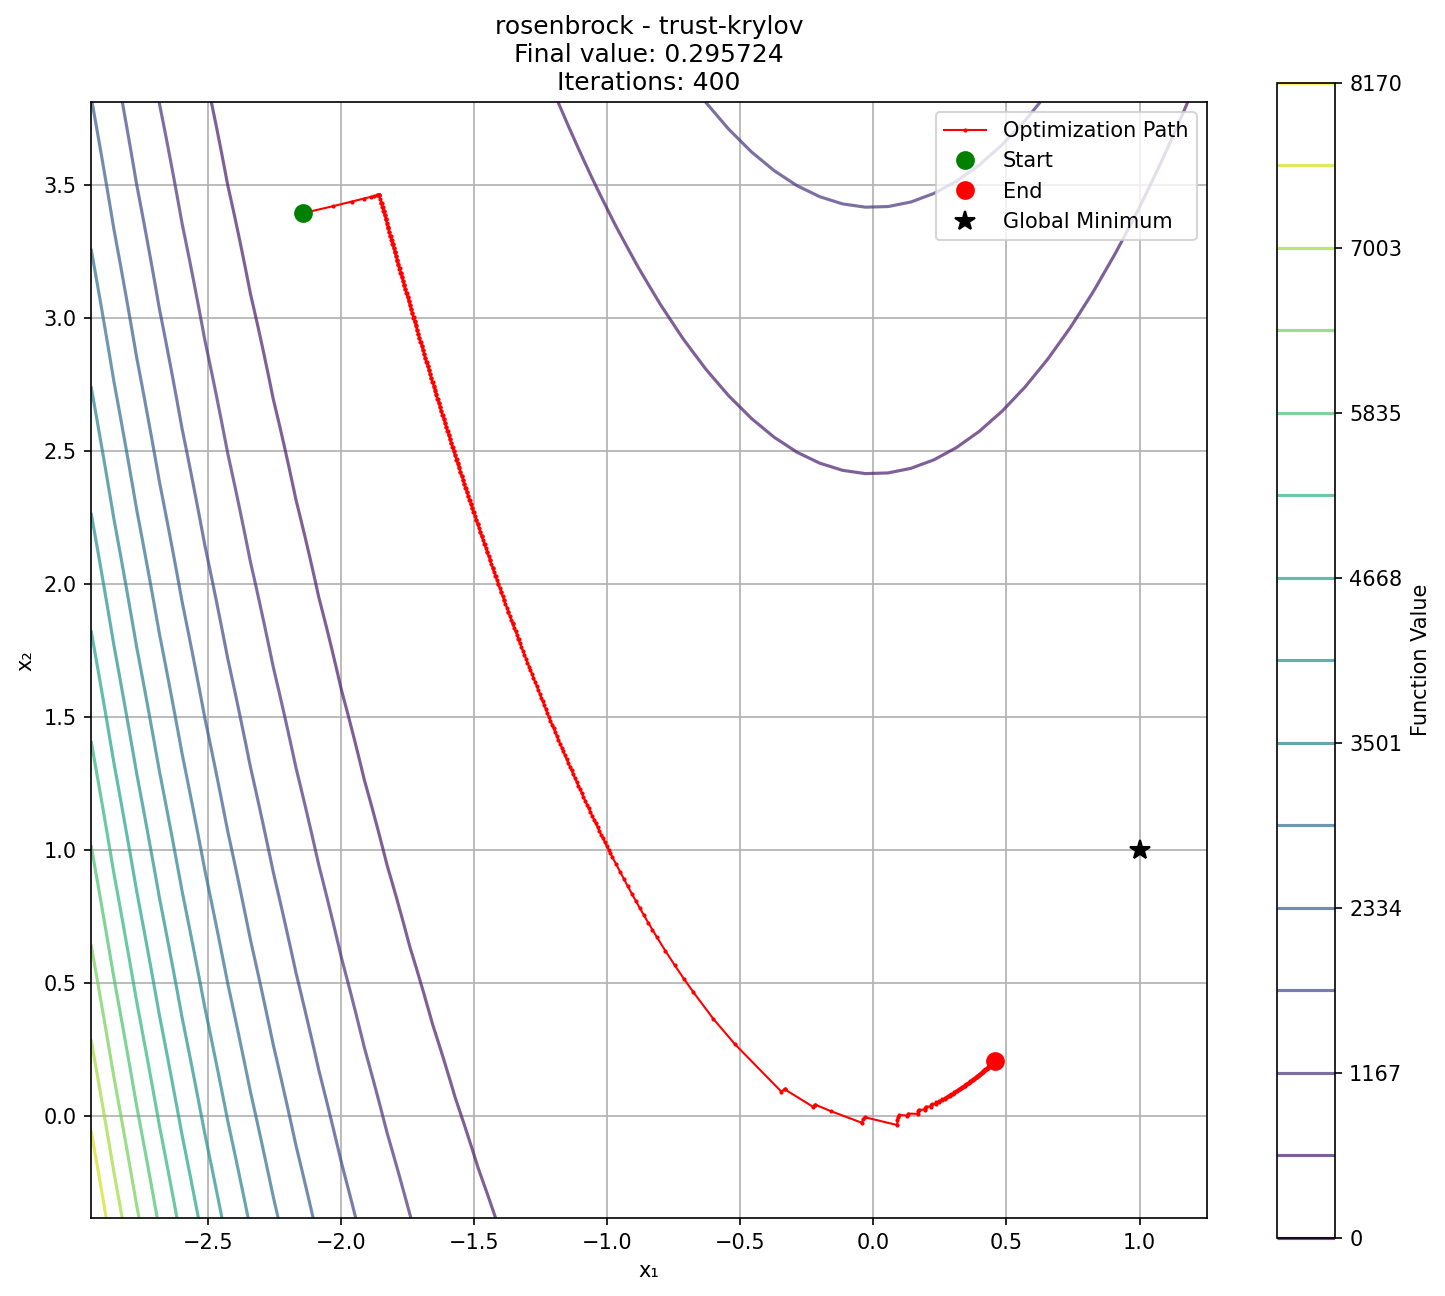 rosenbrock - trust-krylov
Final value: 0.295724
Iterations: 400
Optimization Path
Start
End
Global Minimum
3.5
3.0
2.5
2.0
1.5
1.0
0.5
0.0
x₂
−2.5
−2.0
−1.5
−1.0
−0.5
0.0
0.5
1.0
x₁
8170
7003
5835
4668
3501
2334
1167
0
Function Value